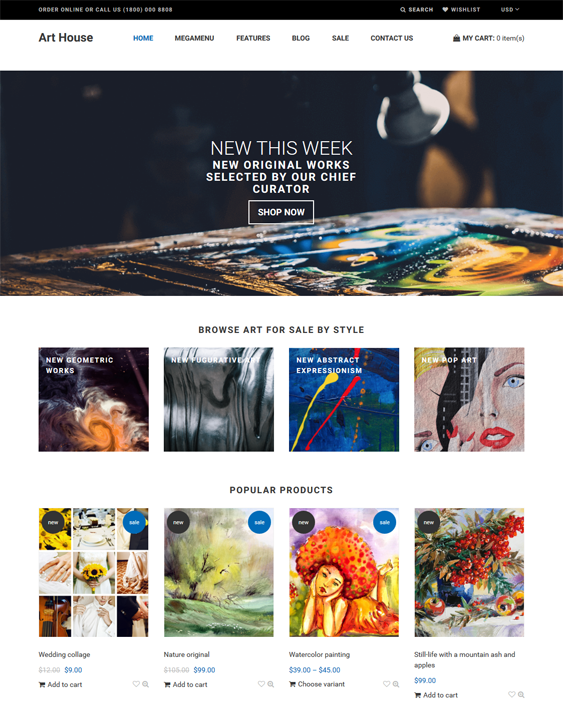 ORDER ONLINE OR CALL US (1800) 000 8808
SEARCH WISHLIST USD
Art House
HOME MEGAMENU FEATURES BLOG SALE CONTACT US
MY CART: 0 item(s)
NEW THIS WEEK
NEW ORIGINAL WORKS
SELECTED BY OUR CHIEF
CURATOR
SHOP NOW
BROWSE ART FOR SALE BY STYLE
NEW GEOMETRIC
WORKS
NEW FUGURATIVE ART
NEW ABSTRACT
EXPRESSIONISM
NEW POP ART
POPULAR PRODUCTS
new sale
new sale
new sale
new
Wedding collage
$12.00 $9.00
Add to cart
Nature original
$105.00 $99.00
Add to cart
Watercolor painting
$39.00 – $45.00
Choose variant
Still-life with a mountain ash and
apples
$99.00
Add to cart